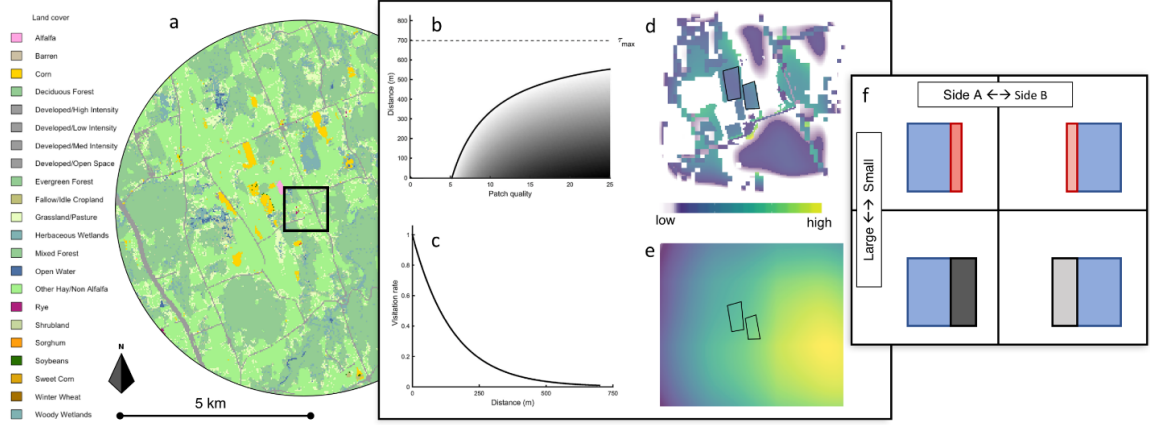 Land cover
Alfalfa
Barren
Corn
Deciduous Forest
Developed/High Intensity
Developed/Low Intensity
Developed/Med Intensity
Developed/Open Space
Evergreen Forest
Fallow/Idle Cropland
Grassland/Pasture
Herbaceous Wetlands
Mixed Forest
Open Water
Other Hay/Non Alfalfa
Rye
Shrubland
Sorghum
Soybeans
Sweet Corn
Winter Wheat
Woody Wetlands
a
N
5 km
b
800
700
600
500
400
300
200
100
0
τmax
Distance (m)
0
5
10
15
20
25
Patch quality
c
1
0.8
0.6
0.4
0.2
0
Visitation rate
0
250
500
750
Distance (m)
d
low
high
e
f
Side A ←→ Side B
Large ←→ Small